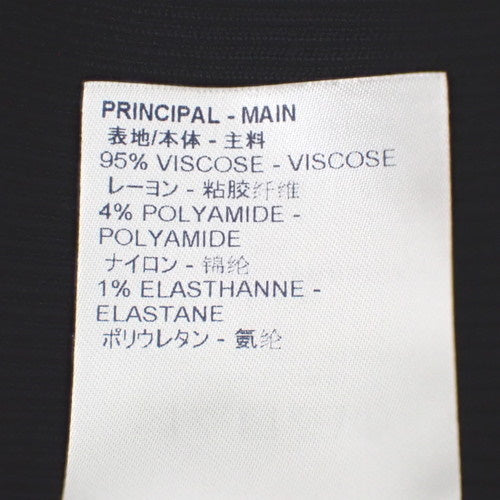 PRINCIPAL - MAIN
表地/本体 - 主料
95% VISCOSE - VISCOSE
レーヨン - 粘胶纤维
4% POLYAMIDE -
POLYAMIDE
ナイロン - 锦纶
1% ELASTHANNE -
ELASTANE
ポリウレタン - 氨纶